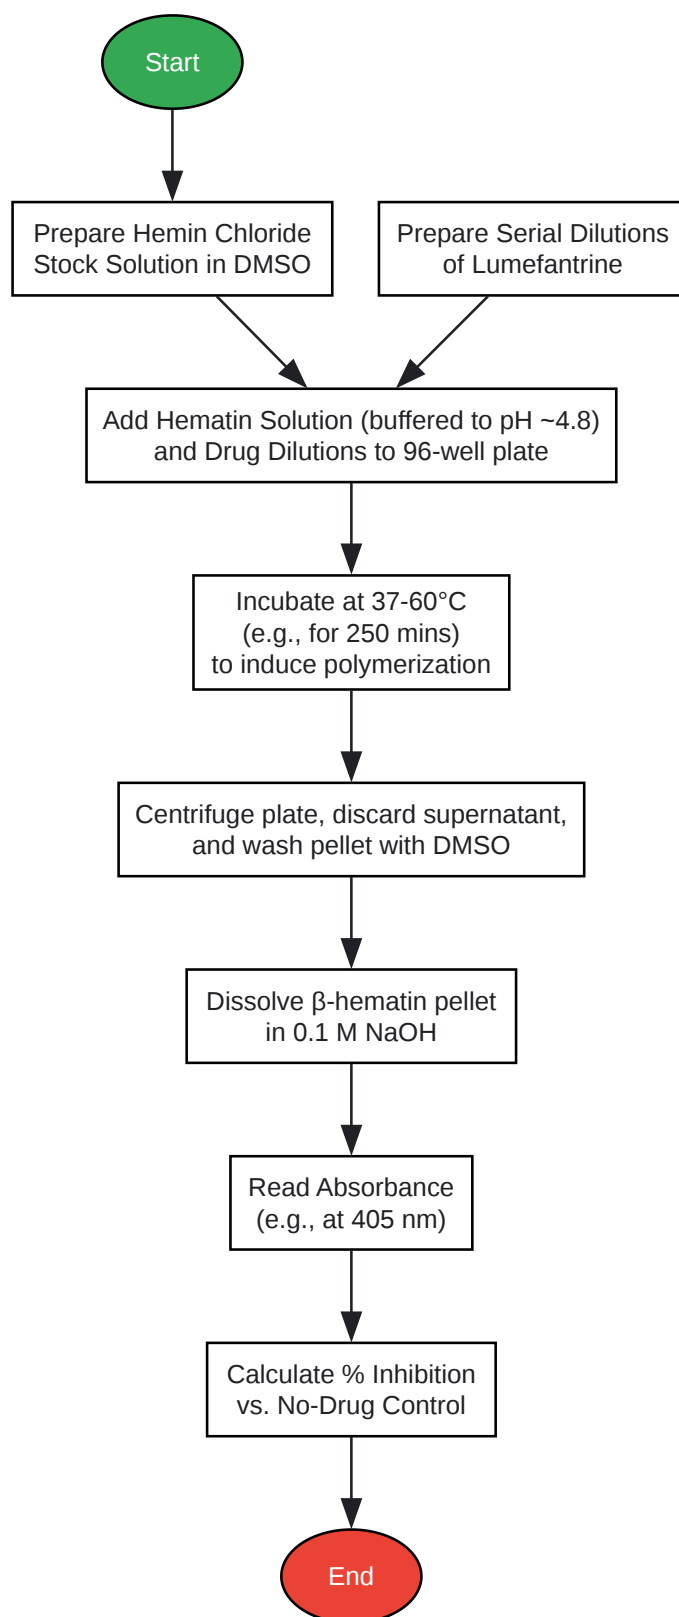 Start
Prepare Hemin Chloride
Stock Solution in DMSO
Prepare Serial Dilutions
of Lumefantrine
Add Hematin Solution (buffered to pH ~4.8)
and Drug Dilutions to 96-well plate
Incubate at 37-60°C
(e.g., for 250 mins)
to induce polymerization
Centrifuge plate, discard supernatant,
and wash pellet with DMSO
Dissolve β-hematin pellet
in 0.1 M NaOH
Read Absorbance
(e.g., at 405 nm)
Calculate % Inhibition
vs. No-Drug Control
End